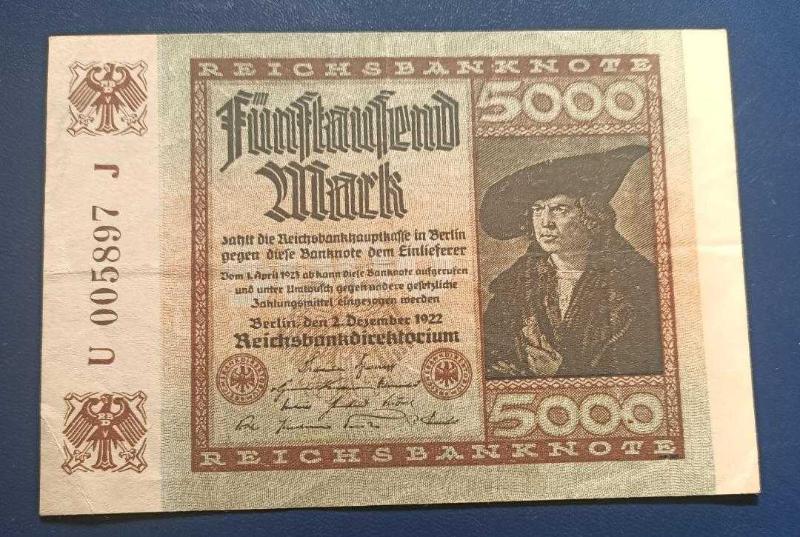 REICHSBANKNOTE
Fünftausend
Mark
5000
zahlt die Reichsbankhauptkasse in Berlin
gegen diese Banknote dem Einlieferer
Vom 1. April 1923 ab kann diese Banknote aufgerufen
und unter Umtausch gegen andere gesetzliche
Zahlungsmittel eingezogen werden
Berlin, den 2. Dezember 1922
Reichsbankdirektorium
5000
REICHSBANKNOTE
U 005897 J